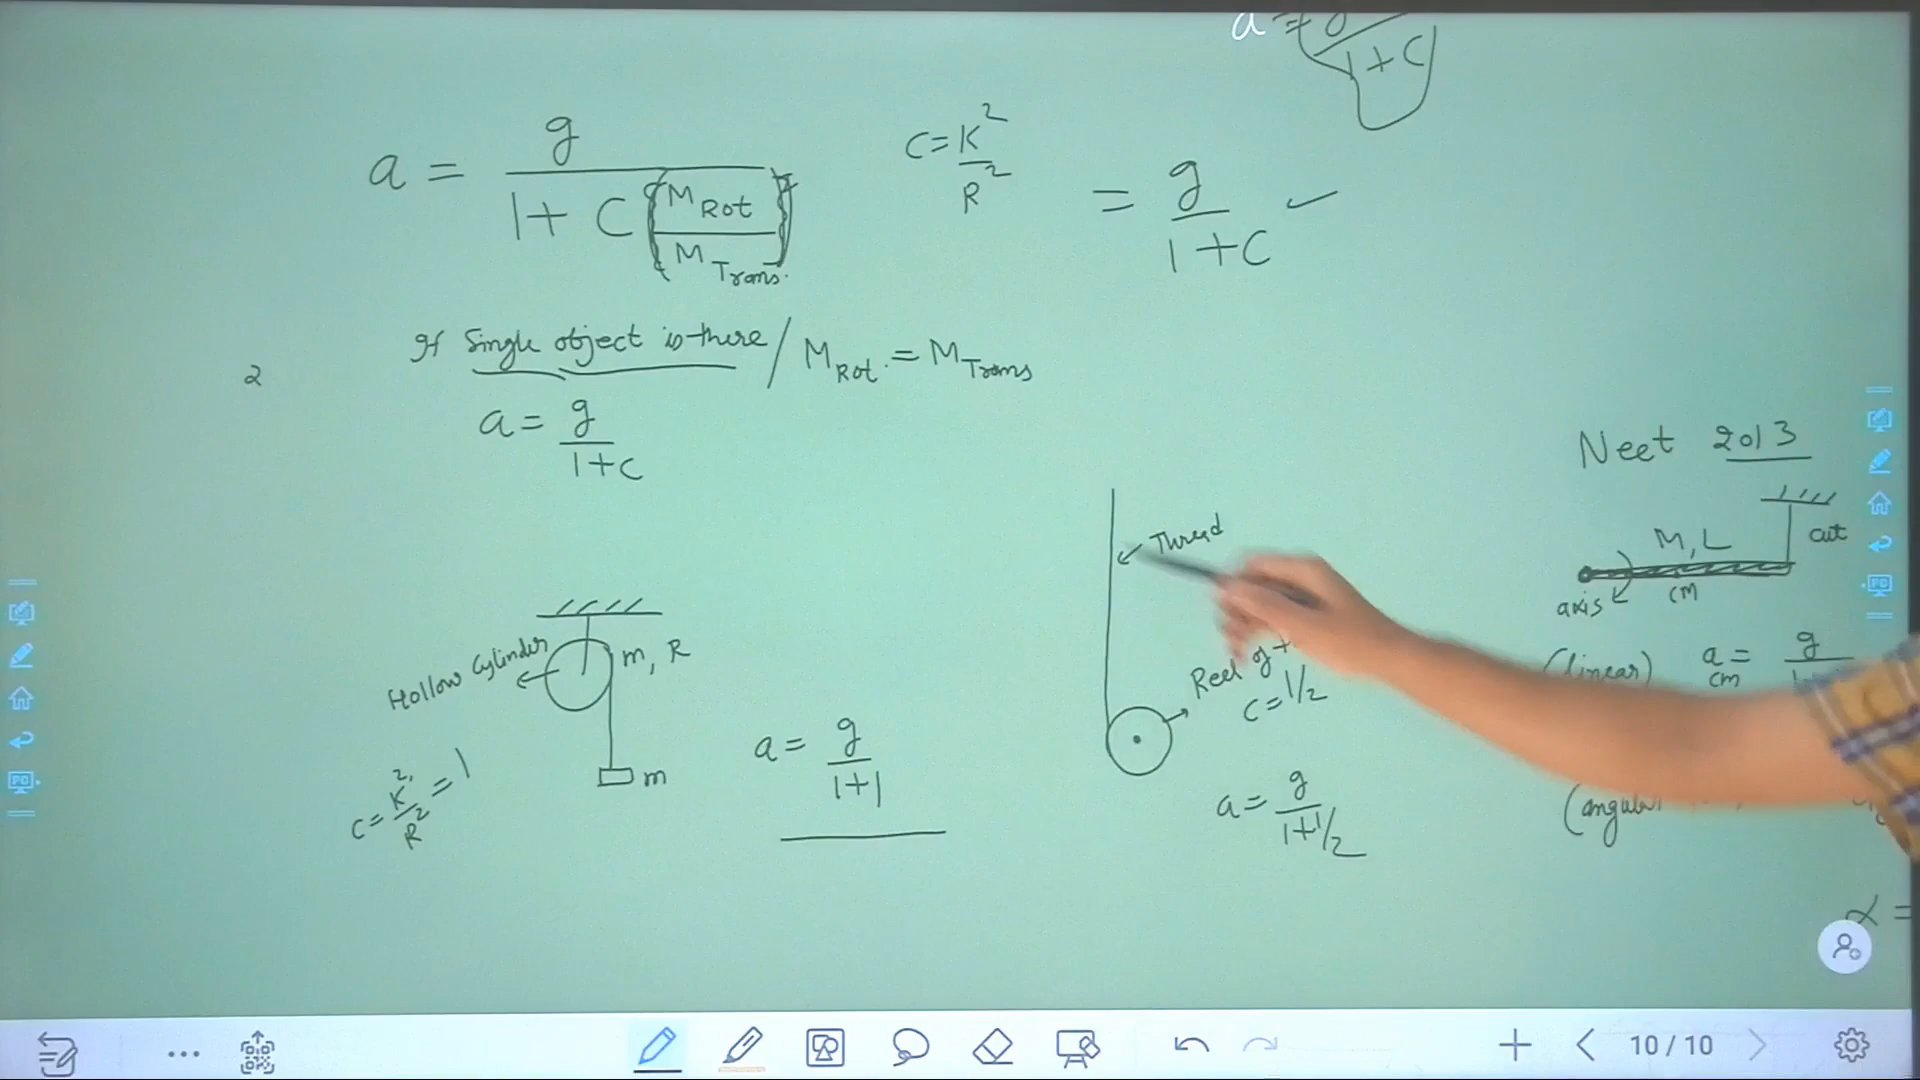 a =
1+C
a = g / 1+ C (M Rot / M Trans.)
C = K² / R²
= g / 1+C
If Single object is there / M Rot. = M Trans
2
a = g / 1+C
Neet 2013
Thread
cut
M, L
cm
axis
Hollow Cylinder
m, R
m
C = K² / R² = 1
a = g / 1+1
Reel of
C = 1/2
a = g / 1+1/2
(linear) a cm = g
(angular
α =
10 / 10